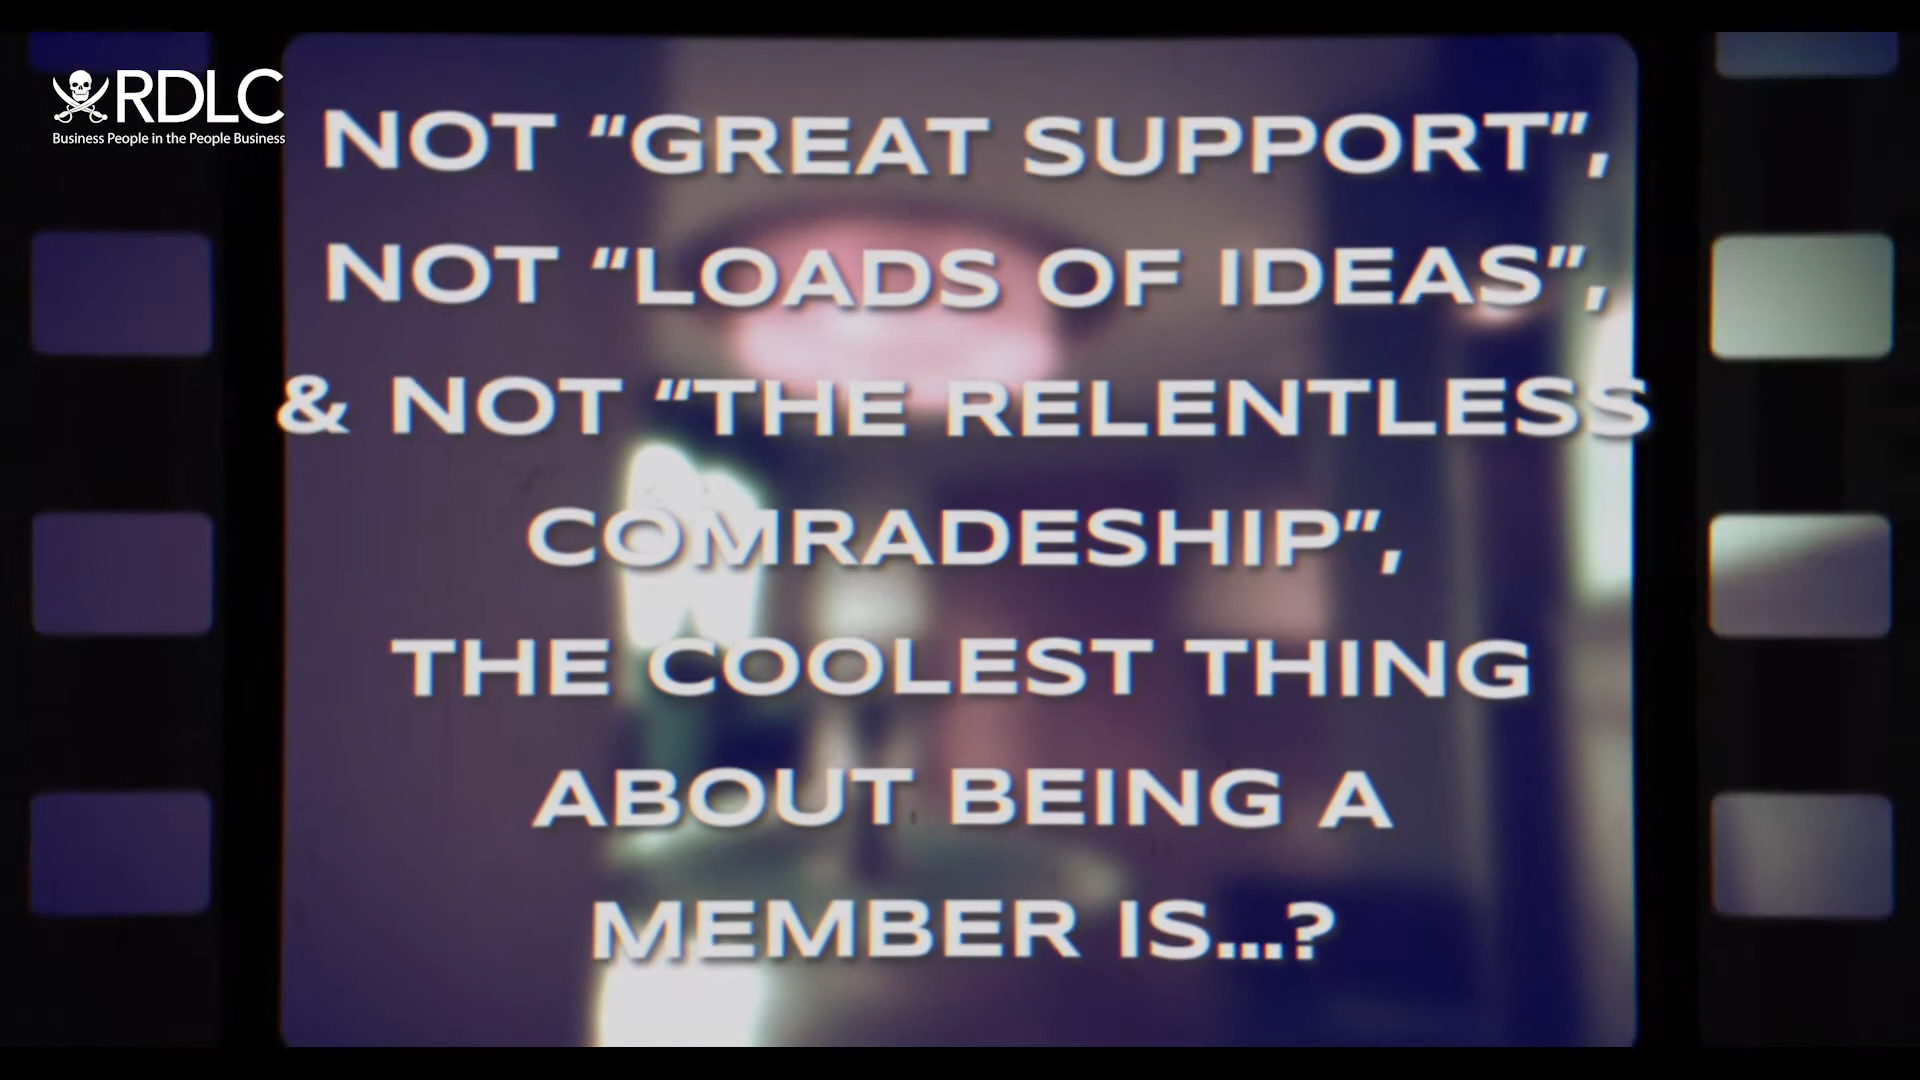 RDLC
Business People in the People Business
NOT “GREAT SUPPORT”,
NOT “LOADS OF IDEAS”,
& NOT “THE RELENTLESS
COMRADESHIP”,
THE COOLEST THING
ABOUT BEING A
MEMBER IS...?